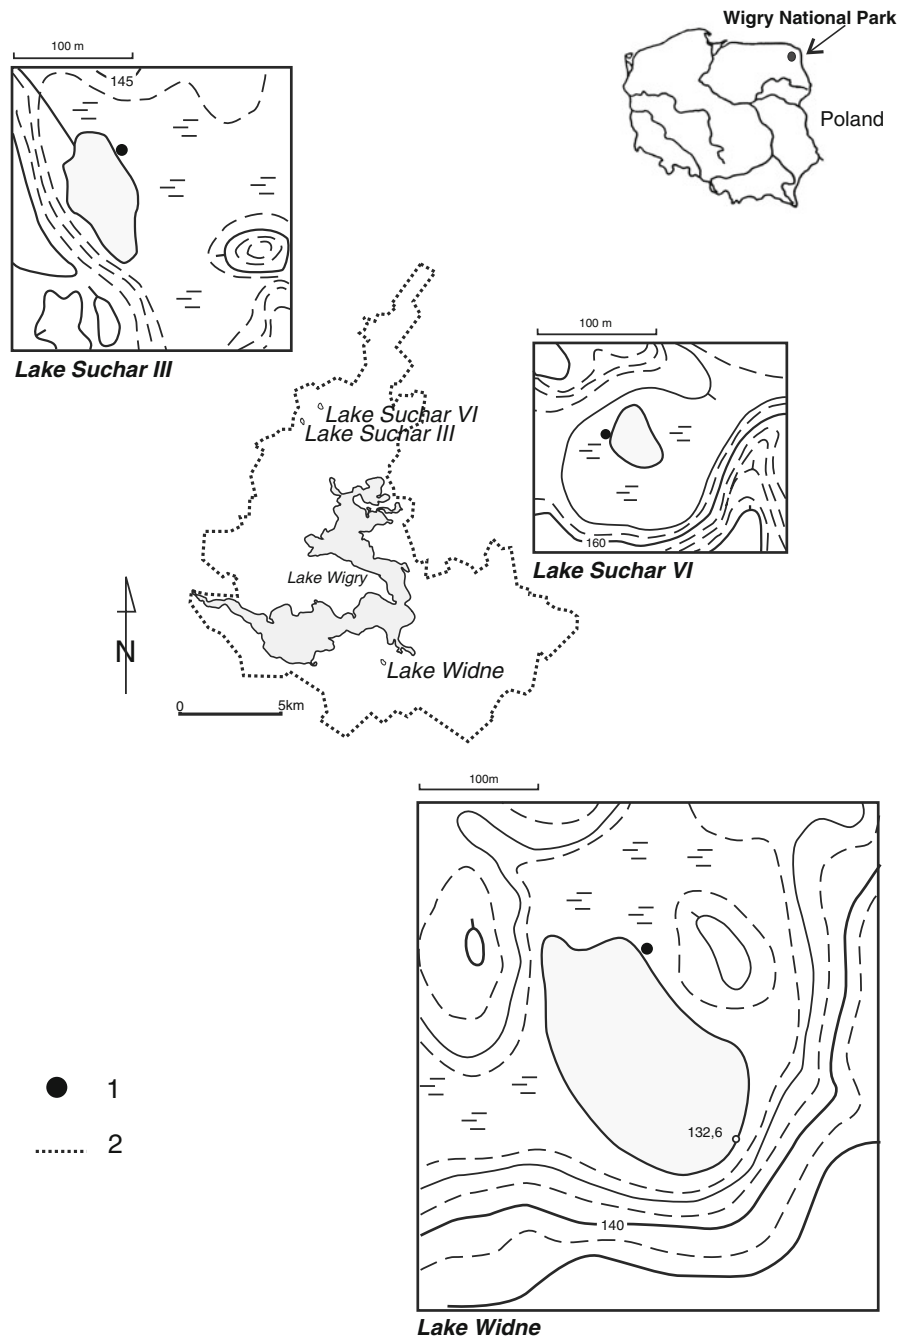 Wigry National Park
Poland
100 m
145
Lake Suchar III
Lake Suchar VI
Lake Suchar III
100 m
160
Lake Suchar VI
Lake Wigry
N
Lake Widne
0 5km
100m
132,6
140
Lake Widne
1
2